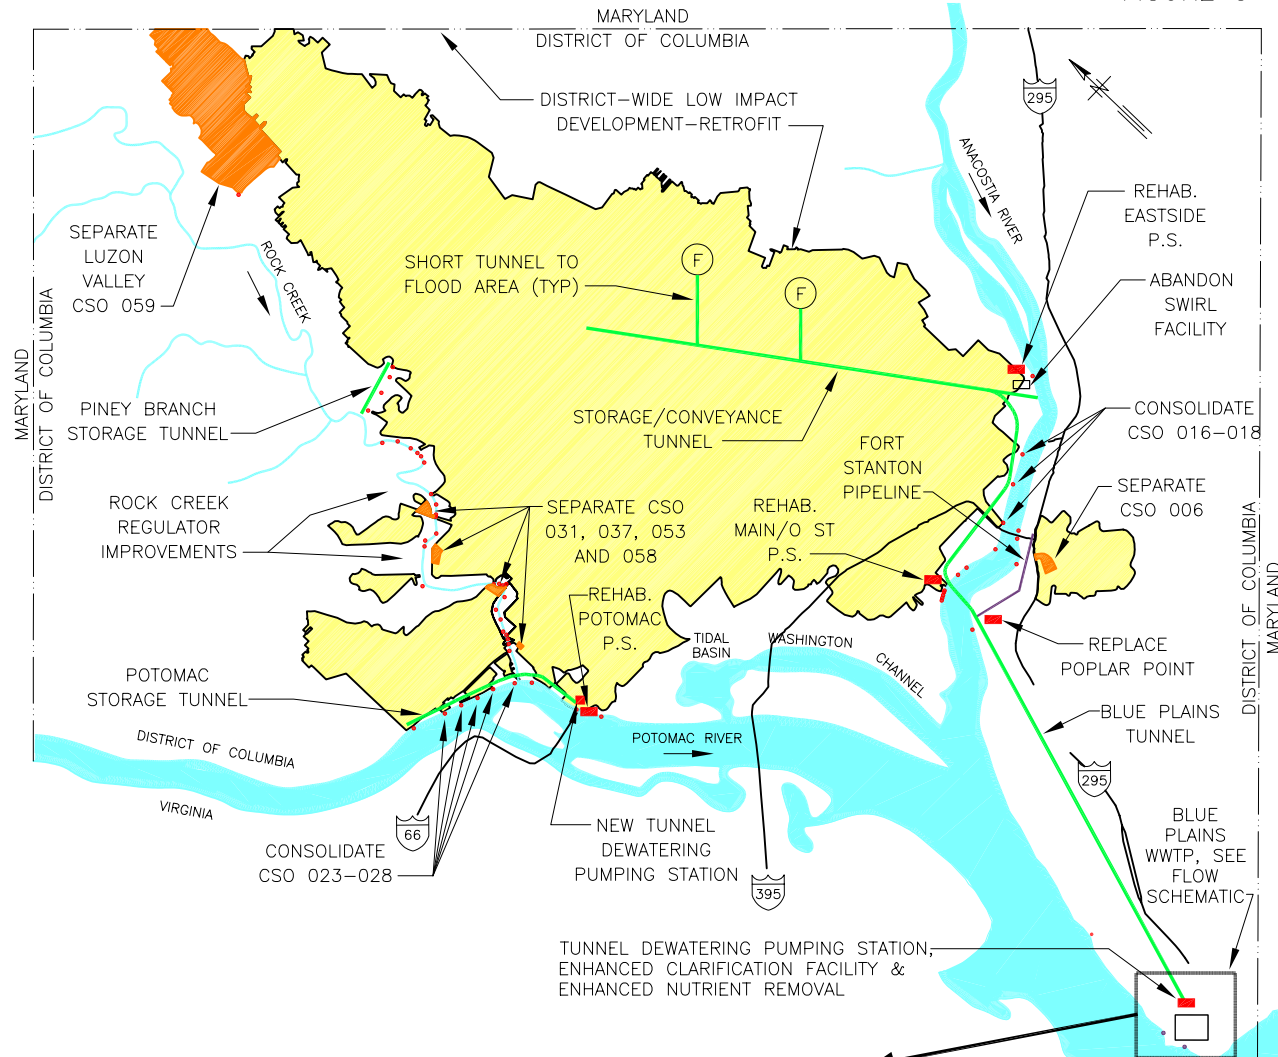 MARYLAND
DISTRICT OF COLUMBIA
DISTRICT-WIDE LOW IMPACT
DEVELOPMENT-RETROFIT
295
ANACOSTIA RIVER
REHAB.
EASTSIDE
P.S.
ABANDON
SWIRL
FACILITY
SEPARATE
LUZON
VALLEY
CSO 059
ROCK CREEK
SHORT TUNNEL TO
FLOOD AREA (TYP)
F
F
MARYLAND
DISTRICT OF COLUMBIA
PINEY BRANCH
STORAGE TUNNEL
STORAGE/CONVEYANCE
TUNNEL
CONSOLIDATE
CSO 016-018
FORT
STANTON
PIPELINE
SEPARATE
CSO 006
ROCK CREEK
REGULATOR
IMPROVEMENTS
SEPARATE CSO
031, 037, 053
AND 058
REHAB.
MAIN/O ST
P.S.
REHAB.
POTOMAC
P.S.
TIDAL
BASIN
WASHINGTON
CHANNEL
REPLACE
POPLAR POINT
DISTRICT OF COLUMBIA
MARYLAND
POTOMAC
STORAGE TUNNEL
BLUE PLAINS
TUNNEL
DISTRICT OF COLUMBIA
VIRGINIA
POTOMAC RIVER
295
66
CONSOLIDATE
CSO 023-028
NEW TUNNEL
DEWATERING
PUMPING STATION
395
BLUE
PLAINS
WWTP, SEE
FLOW
SCHEMATIC
TUNNEL DEWATERING PUMPING STATION,
ENHANCED CLARIFICATION FACILITY &
ENHANCED NUTRIENT REMOVAL